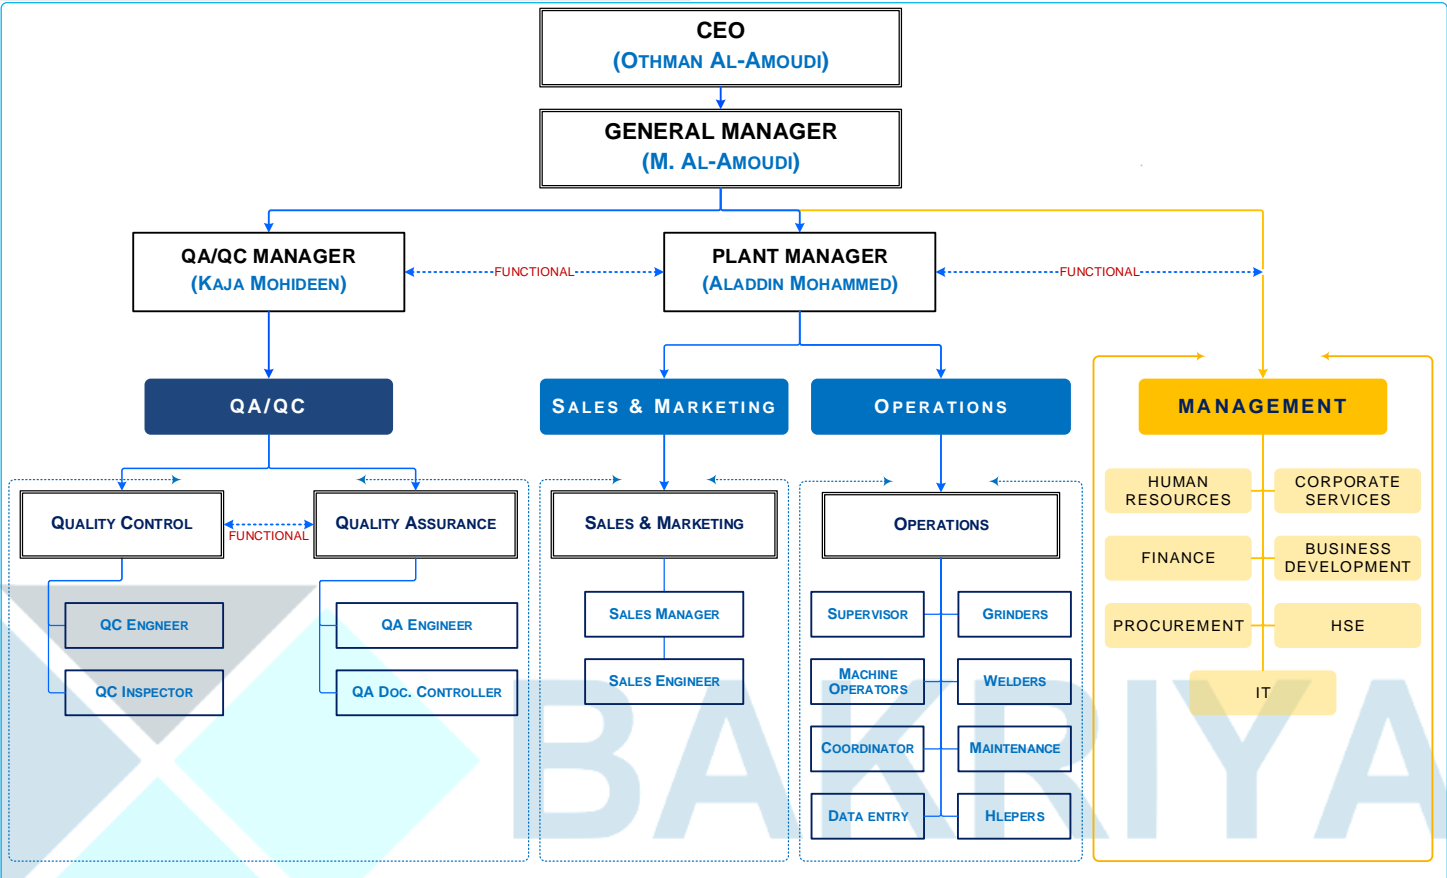 CEO
(OTHMAN AL-AMOUDI)
GENERAL MANAGER
(M. AL-AMOUDI)
QA/QC MANAGER
(KAJA MOHIDEEN)
FUNCTIONAL
PLANT MANAGER
(ALADDIN MOHAMMED)
FUNCTIONAL
QA/QC
SALES & MARKETING
OPERATIONS
MANAGEMENT
QUALITY CONTROL
FUNCTIONAL
QUALITY ASSURANCE
QC ENGNEER
QC INSPECTOR
QA ENGINEER
QA DOC. CONTROLLER
SALES & MARKETING
SALES MANAGER
SALES ENGINEER
OPERATIONS
SUPERVISOR
GRINDERS
MACHINE
OPERATORS
WELDERS
COORDINATOR
MAINTENANCE
DATA ENTRY
HLEPERS
HUMAN
RESOURCES
CORPORATE
SERVICES
FINANCE
BUSINESS
DEVELOPMENT
PROCUREMENT
HSE
IT
BAKRIYA